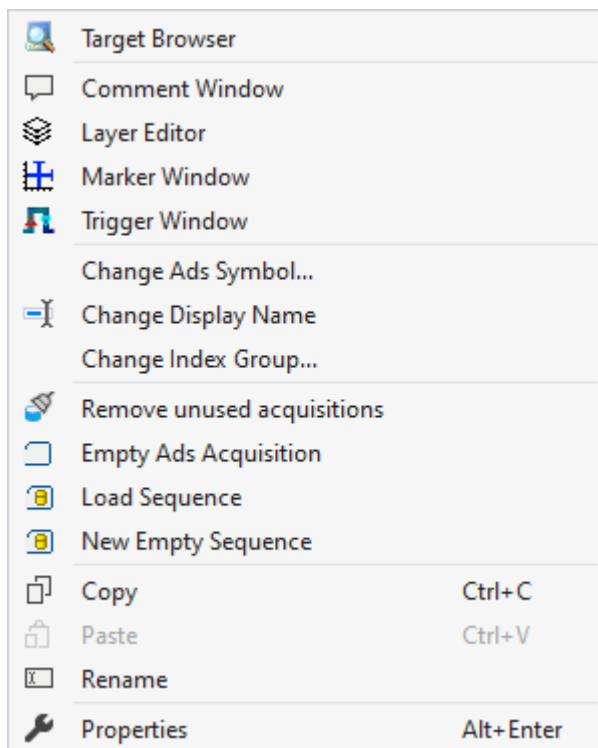 Target Browser
Comment Window
Layer Editor
Marker Window
Trigger Window
Change Ads Symbol...
Change Display Name
Change Index Group...
Remove unused acquisitions
Empty Ads Acquisition
Load Sequence
New Empty Sequence
Copy Ctrl+C
Paste Ctrl+V
Rename
Properties Alt+Enter